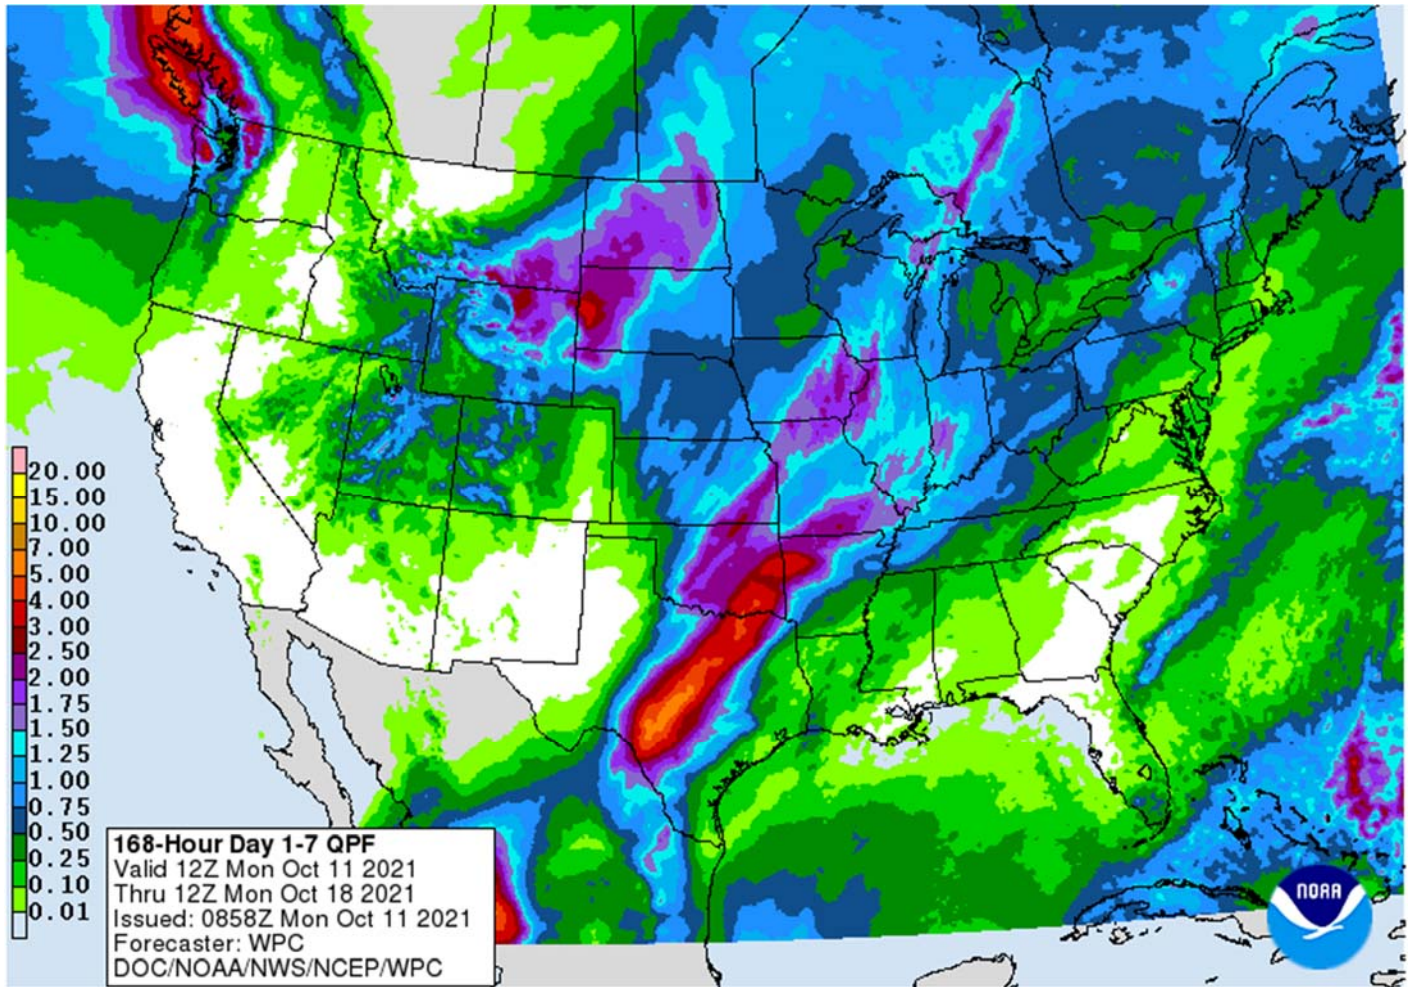 20.00
15.00
10.00
7.00
5.00
4.00
3.00
2.50
2.00
1.75
1.50
1.25
1.00
0.75
0.50
0.25
0.10
0.01
168-Hour Day 1-7 QPF
Valid 12Z Mon Oct 11 2021
Thru 12Z Mon Oct 18 2021
Issued: 0858Z Mon Oct 11 2021
Forecaster: WPC
DOC/NOAA/NWS/NCEP/WPC
NOAA